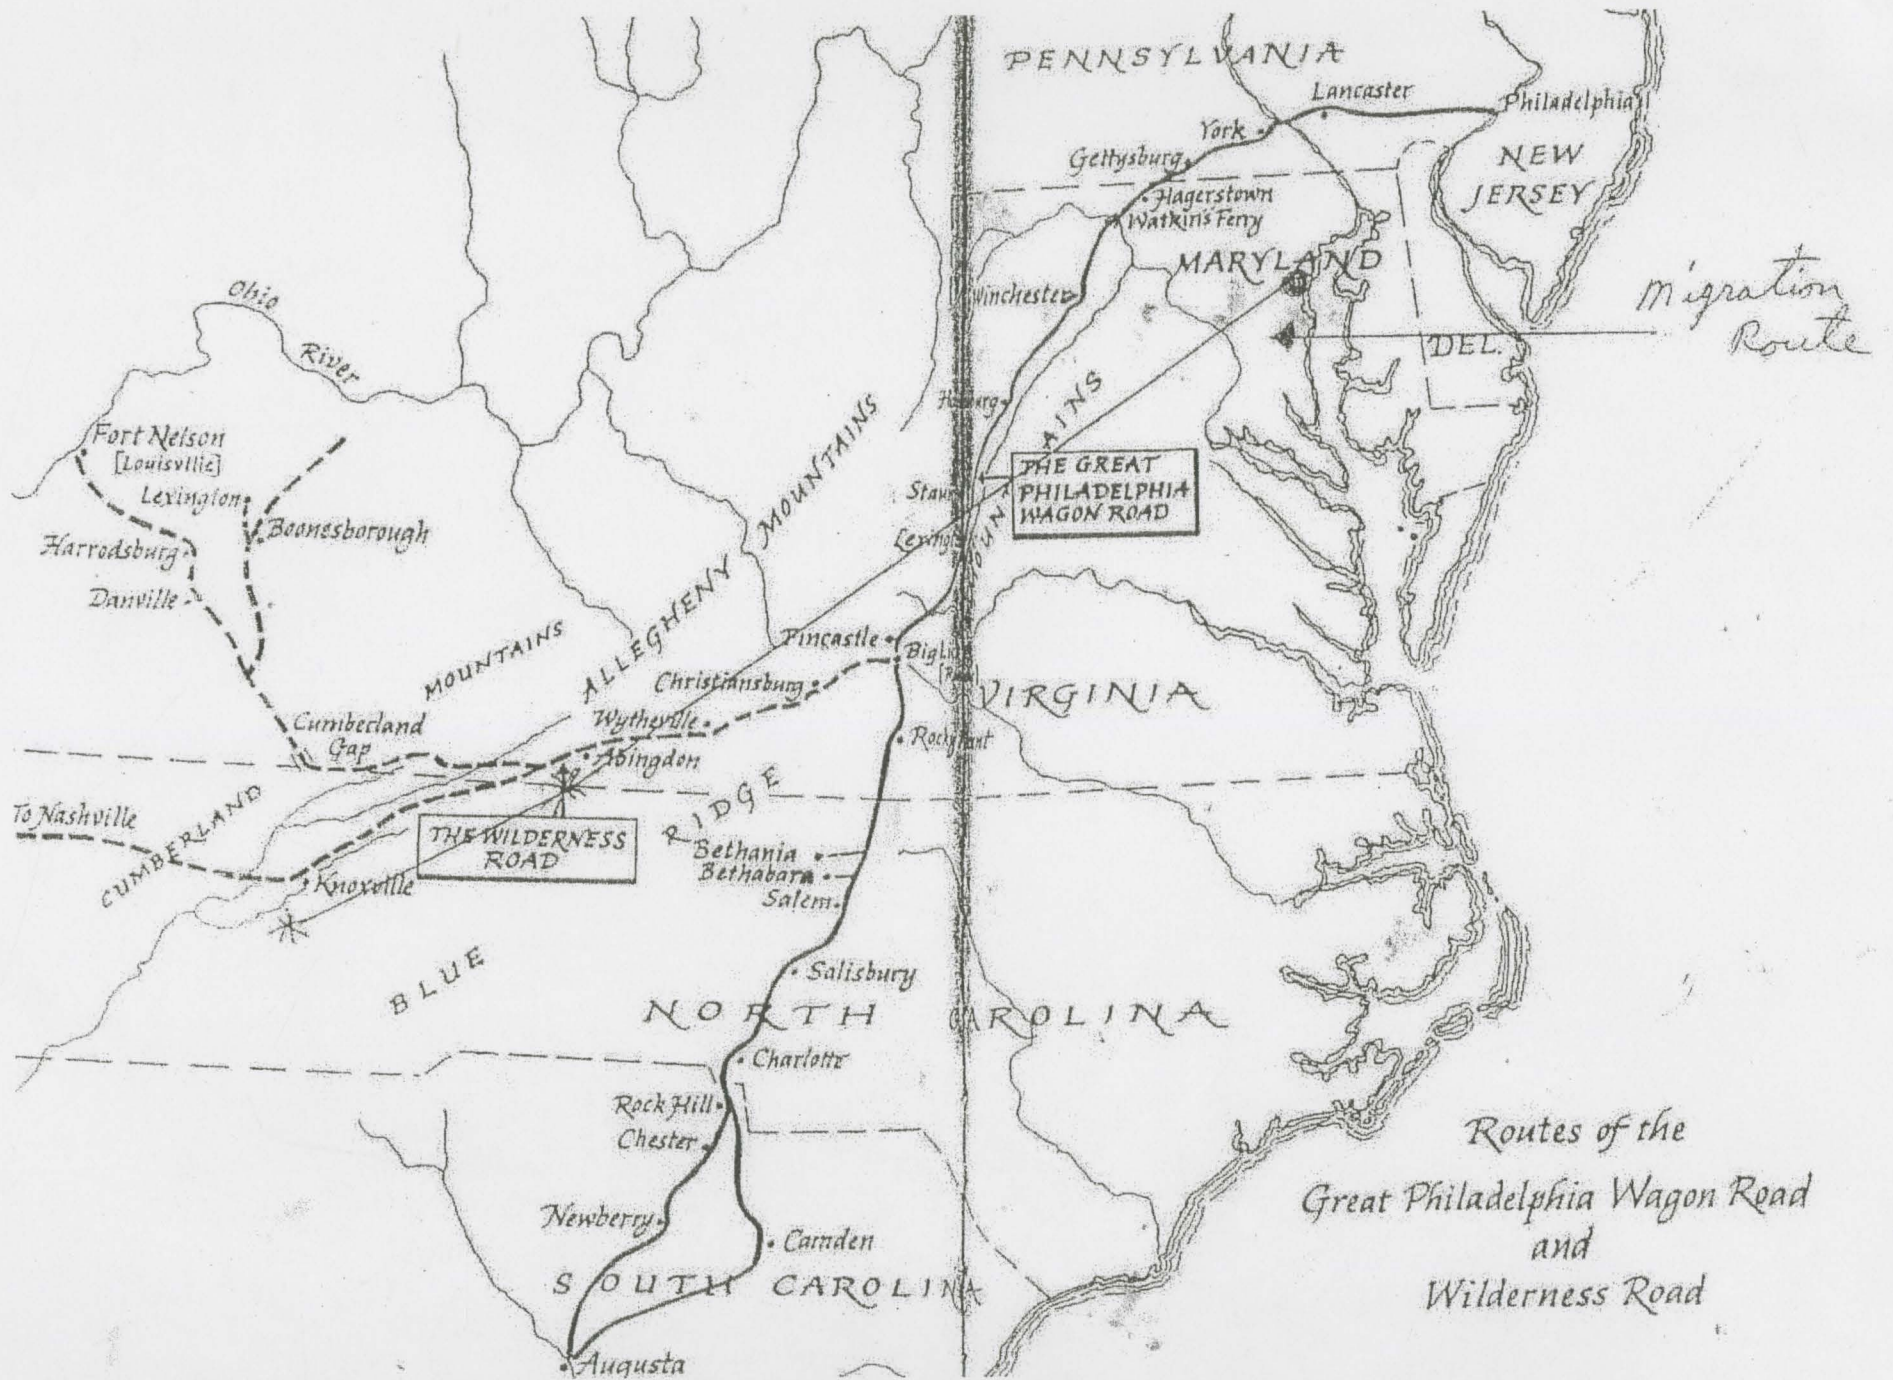 PENNSYLVANIA
Lancaster
Philadelphia
York
Gettysburg
NEW
JERSEY
Hagerstown
Watkin's Ferry
MARYLAND
Winchester
Migration
Route
DEL.
Ohio
River
Fort Nelson
[Louisville]
Lexington
Boonesborough
Harrodsburg
Danville
ALLEGHENY MOUNTAINS
THE GREAT
PHILADELPHIA
WAGON ROAD
Fincastle
Christiansburg
Wytheville
Abingdon
VIRGINIA
Cumberland
Gap
CUMBERLAND MOUNTAINS
To Nashville
THE WILDERNESS
ROAD
Knoxville
BLUE RIDGE
Bethania
Bethabara
Salem
Salisbury
NORTH CAROLINA
Charlotte
Rock Hill
Chester
Newberry
Camden
SOUTH CAROLINA
Augusta
Routes of the
Great Philadelphia Wagon Road
and
Wilderness Road